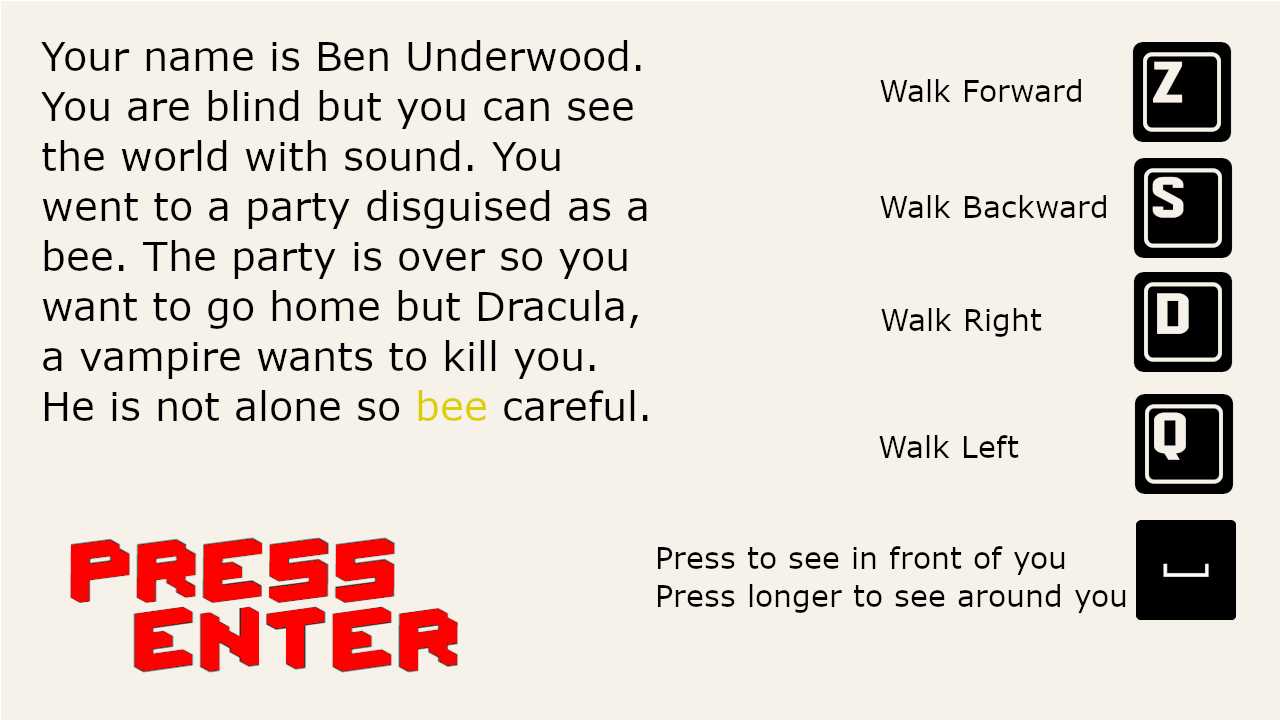 Your name is Ben Underwood.
You are blind but you can see
the world with sound. You
went to a party disguised as a
bee. The party is over so you
want to go home but Dracula,
a vampire wants to kill you.
He is not alone so bee careful.
PRESS
ENTER
Walk Forward Z
Walk Backward S
Walk Right D
Walk Left Q
Press to see in front of you
Press longer to see around you